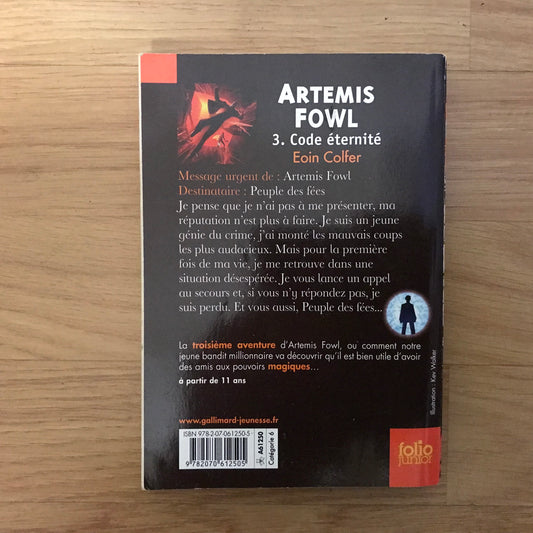 ARTEMIS
FOWL
3. Code éternité
Eoin Colfer
Message urgent de : Artemis Fowl
Destinataire : Peuple des fées
Je pense que je n'ai pas à me présenter, ma
réputation n'est plus à faire. Je suis un jeune
génie du crime, j'ai monté les mauvais coups
les plus audacieux. Mais pour la première
fois de ma vie, je me retrouve dans une
situation désespérée. Je vous lance un appel
au secours et, si vous n'y répondez pas, je
suis perdu. Et vous aussi, Peuple des fées...
La troisième aventure d'Artemis Fowl, ou comment notre
jeune bandit millionnaire va découvrir qu'il est bien utile d'avoir
des amis aux pouvoirs magiques...
à partir de 11 ans
Illustration : Kev Walker
www.gallimard-jeunesse.fr
ISBN 978-2-07-061250-5
9 782070 612505
A61250
Catégorie 6
folio
junior